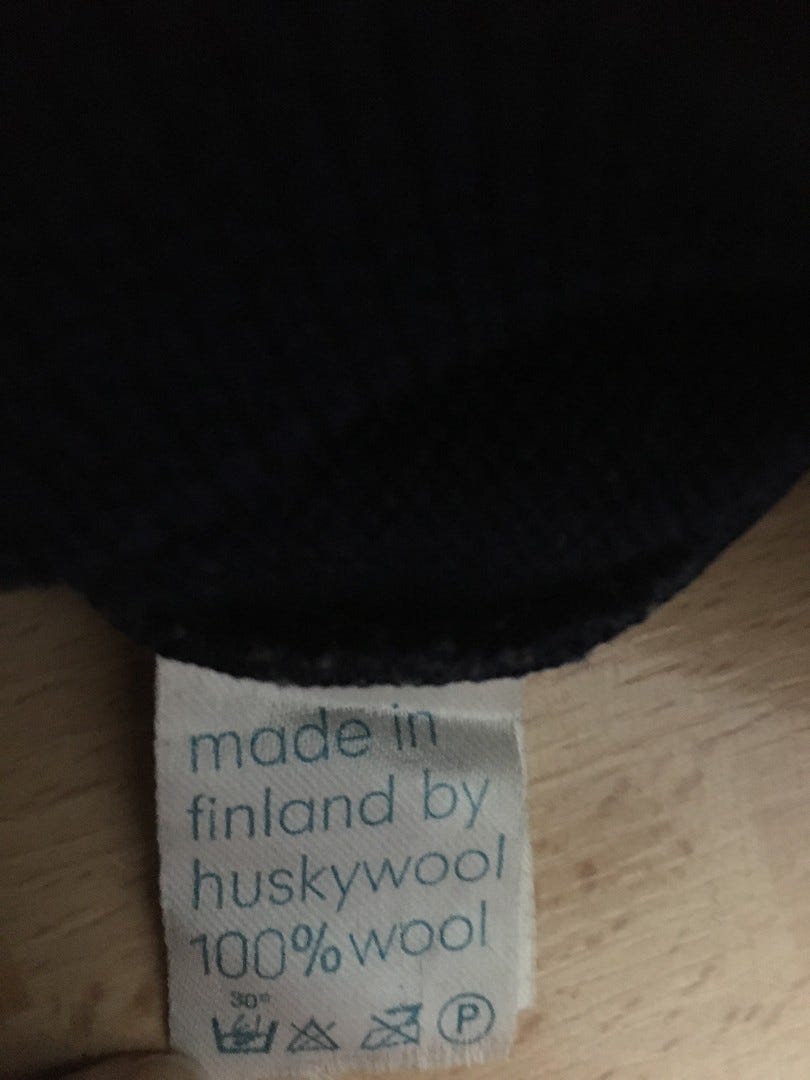 made in
finland by
huskywool
100% wool
30°
P